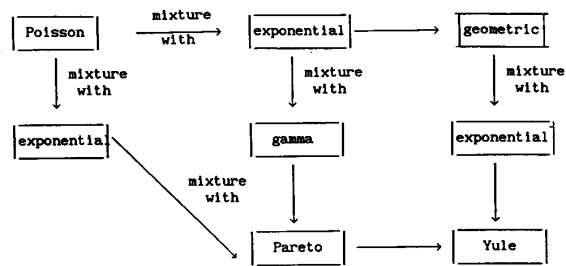 mixture
with
Poisson
exponential
geometric
mixture
with
mixture
with
mixture
with
exponential
gamma
exponential
mixture
with
Pareto
Yule